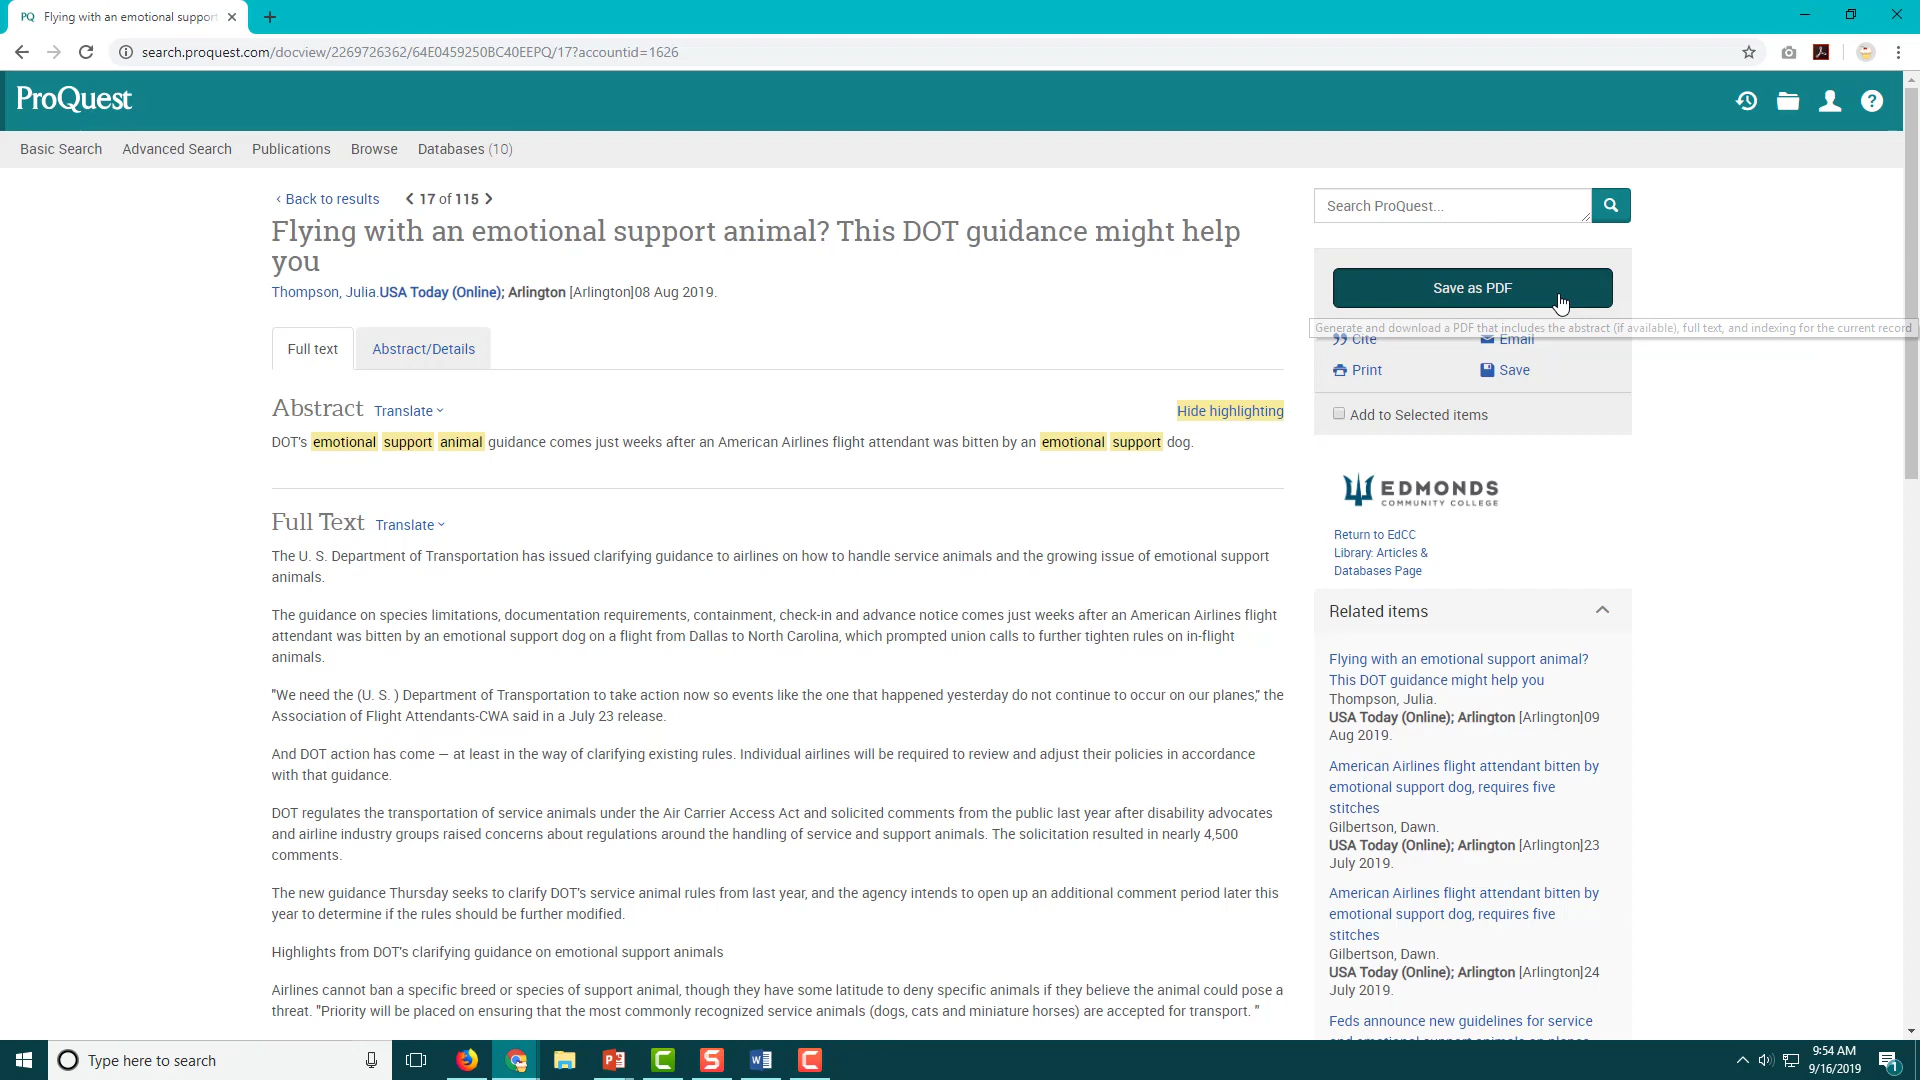 PQ Flying with an emotional support
search.proquest.com/docview/2269726362/64E0459250BC40EEPQ/17?accountid=1626
ProQuest
Basic Search Advanced Search Publications Browse Databases (10)
‹ Back to results 17 of 115
Flying with an emotional support animal? This DOT guidance might help
you
Thompson, Julia.USA Today (Online); Arlington [Arlington]08 Aug 2019.
Full text Abstract/Details
Abstract Translate Hide highlighting
DOT's emotional support animal guidance comes just weeks after an American Airlines flight attendant was bitten by an emotional support dog.
Full Text Translate
The U. S. Department of Transportation has issued clarifying guidance to airlines on how to handle service animals and the growing issue of emotional support
animals.
The guidance on species limitations, documentation requirements, containment, check-in and advance notice comes just weeks after an American Airlines flight
attendant was bitten by an emotional support dog on a flight from Dallas to North Carolina, which prompted union calls to further tighten rules on in-flight
animals.
"We need the (U. S. ) Department of Transportation to take action now so events like the one that happened yesterday do not continue to occur on our planes," the
Association of Flight Attendants-CWA said in a July 23 release.
And DOT action has come — at least in the way of clarifying existing rules. Individual airlines will be required to review and adjust their policies in accordance
with that guidance.
DOT regulates the transportation of service animals under the Air Carrier Access Act and solicited comments from the public last year after disability advocates
and airline industry groups raised concerns about regulations around the handling of service and support animals. The solicitation resulted in nearly 4,500
comments.
The new guidance Thursday seeks to clarify DOT's service animal rules from last year, and the agency intends to open up an additional comment period later this
year to determine if the rules should be further modified.
Highlights from DOT's clarifying guidance on emotional support animals
Airlines cannot ban a specific breed or species of support animal, though they have some latitude to deny specific animals if they believe the animal could pose a
threat. "Priority will be placed on ensuring that the most commonly recognized service animals (dogs, cats and miniature horses) are accepted for transport. "
Search ProQuest...
Save as PDF
Generate and download a PDF that includes the abstract (if available), full text, and indexing for the current record
Cite Email
Print Save
Add to Selected items
EDMONDS
COMMUNITY COLLEGE
Return to EdCC
Library: Articles &
Databases Page
Related items
Flying with an emotional support animal?
This DOT guidance might help you
Thompson, Julia.
USA Today (Online); Arlington [Arlington]09
Aug 2019.
American Airlines flight attendant bitten by
emotional support dog, requires five
stitches
Gilbertson, Dawn.
USA Today (Online); Arlington [Arlington]23
July 2019.
American Airlines flight attendant bitten by
emotional support dog, requires five
stitches
Gilbertson, Dawn.
USA Today (Online); Arlington [Arlington]24
July 2019.
Feds announce new guidelines for service
Type here to search
9:54 AM
9/16/2019
1